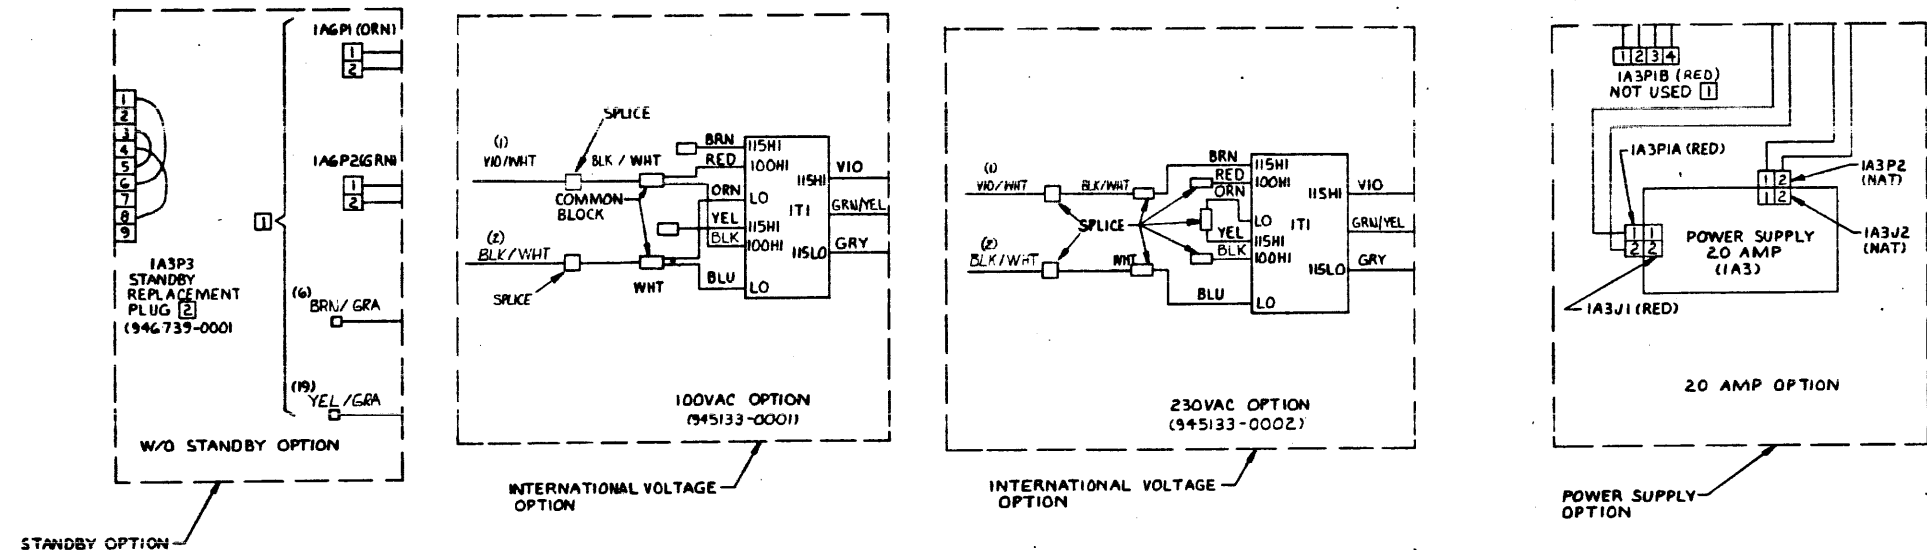 1A6P1 (ORN)
1
2
1
2
3
4
5
6
7
8
9
1A6P2(GRN)
1
2
1
1A3P3
STANDBY
REPLACEMENT
PLUG 2
(946739-0001
(6)
BRN/GRA
(19)
YEL/GRA
W/O STANDBY OPTION
STANDBY OPTION
SPLICE
(1)
VIO/WHT
BLK/WHT
BRN
RED
ORN
YEL
BLK
BLU
115HI
100HI
LO
115HI
100HI
LO
1T1
115HI
115LO
VIO
GRN/YEL
GRY
COMMON
BLOCK
(2)
BLK/WHT
WHT
SPLICE
100VAC OPTION
(945133-0001)
INTERNATIONAL VOLTAGE
OPTION
(1)
VIO/WHT
BLK/WHT
BRN
RED
ORN
YEL
BLK
WHT
BLU
115HI
100HI
LO
115HI
100HI
LO
1T1
115HI
115LO
VIO
GRN/YEL
GRY
SPLICE
(2)
BLK/WHT
230VAC OPTION
(945133-0002)
INTERNATIONAL VOLTAGE
OPTION
1 2 3 4
1A3P1B (RED)
NOT USED 1
1A3P1A (RED)
1 2
1 2
1A3P2
(NAT)
1 1
2 2
POWER SUPPLY
20 AMP
(1A3)
1A3J2
(NAT)
1A3J1 (RED)
20 AMP OPTION
POWER SUPPLY
OPTION